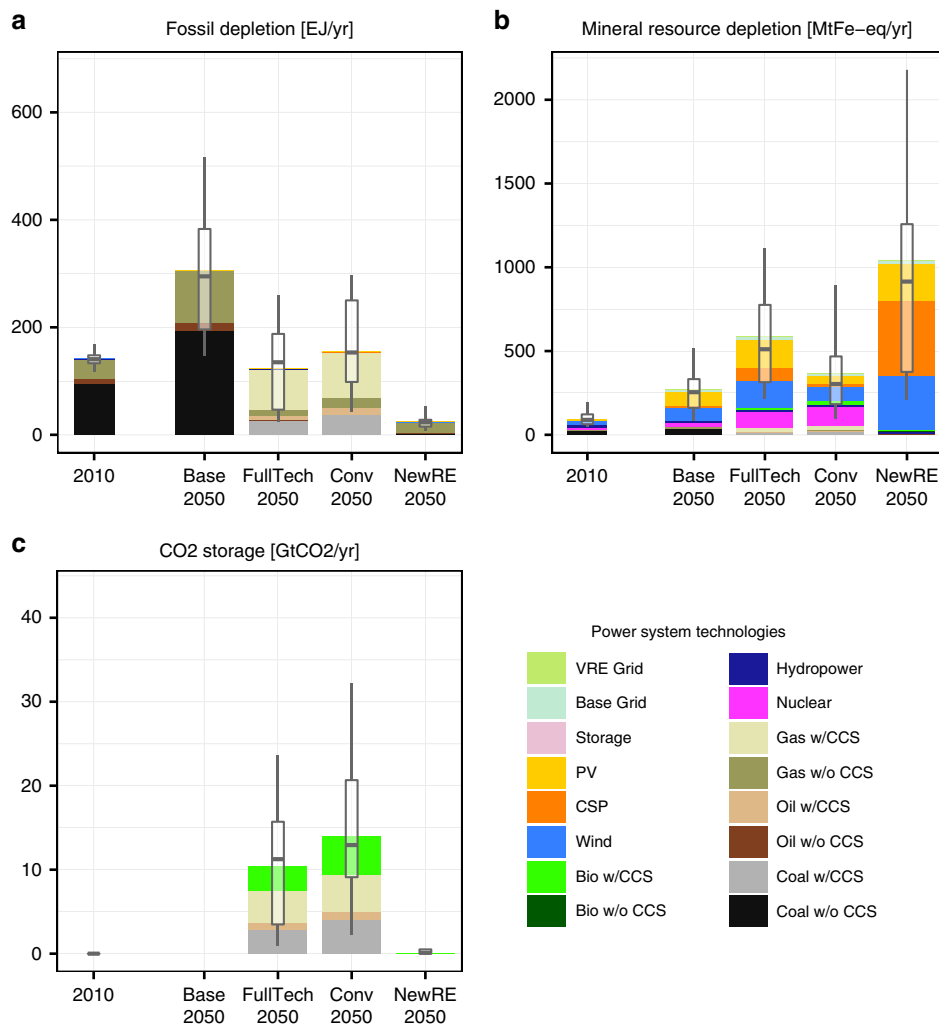 a
Fossil depletion [EJ/yr]
600
400
200
0
2010
Base
2050
FullTech
2050
Conv
2050
NewRE
2050
b
Mineral resource depletion [MtFe−eq/yr]
2000
1500
1000
500
0
2010
Base
2050
FullTech
2050
Conv
2050
NewRE
2050
c
CO2 storage [GtCO2/yr]
40
30
20
10
0
2010
Base
2050
FullTech
2050
Conv
2050
NewRE
2050
Power system technologies
VRE Grid
Base Grid
Storage
PV
CSP
Wind
Bio w/CCS
Bio w/o CCS
Hydropower
Nuclear
Gas w/CCS
Gas w/o CCS
Oil w/CCS
Oil w/o CCS
Coal w/CCS
Coal w/o CCS